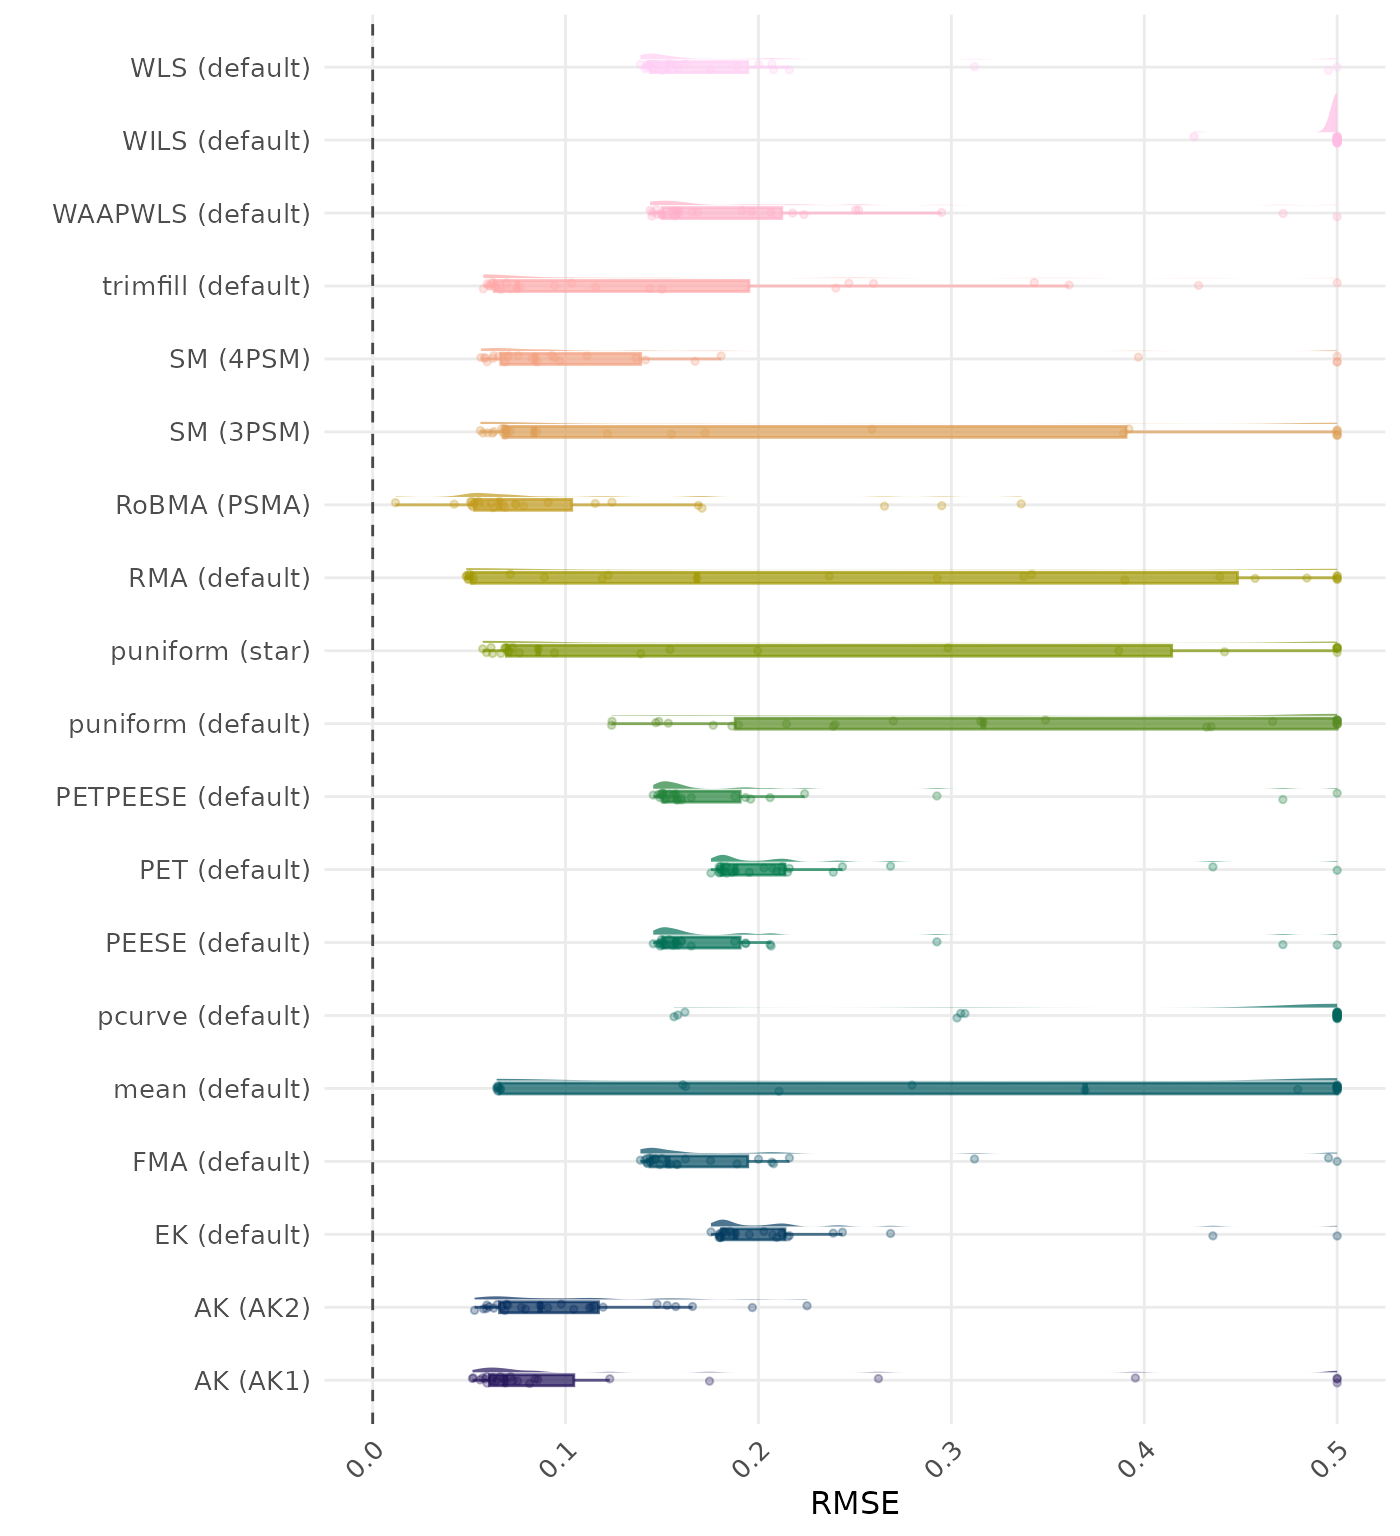 WLS (default)
WILS (default)
WAAPWLS (default)
trimfill (default)
SM (4PSM)
SM (3PSM)
RoBMA (PSMA)
RMA (default)
puniform (star)
puniform (default)
PETPEESE (default)
PET (default)
PEESE (default)
pcurve (default)
mean (default)
FMA (default)
EK (default)
AK (AK2)
AK (AK1)
0.0 0.1 0.2 0.3 0.4 0.5
RMSE